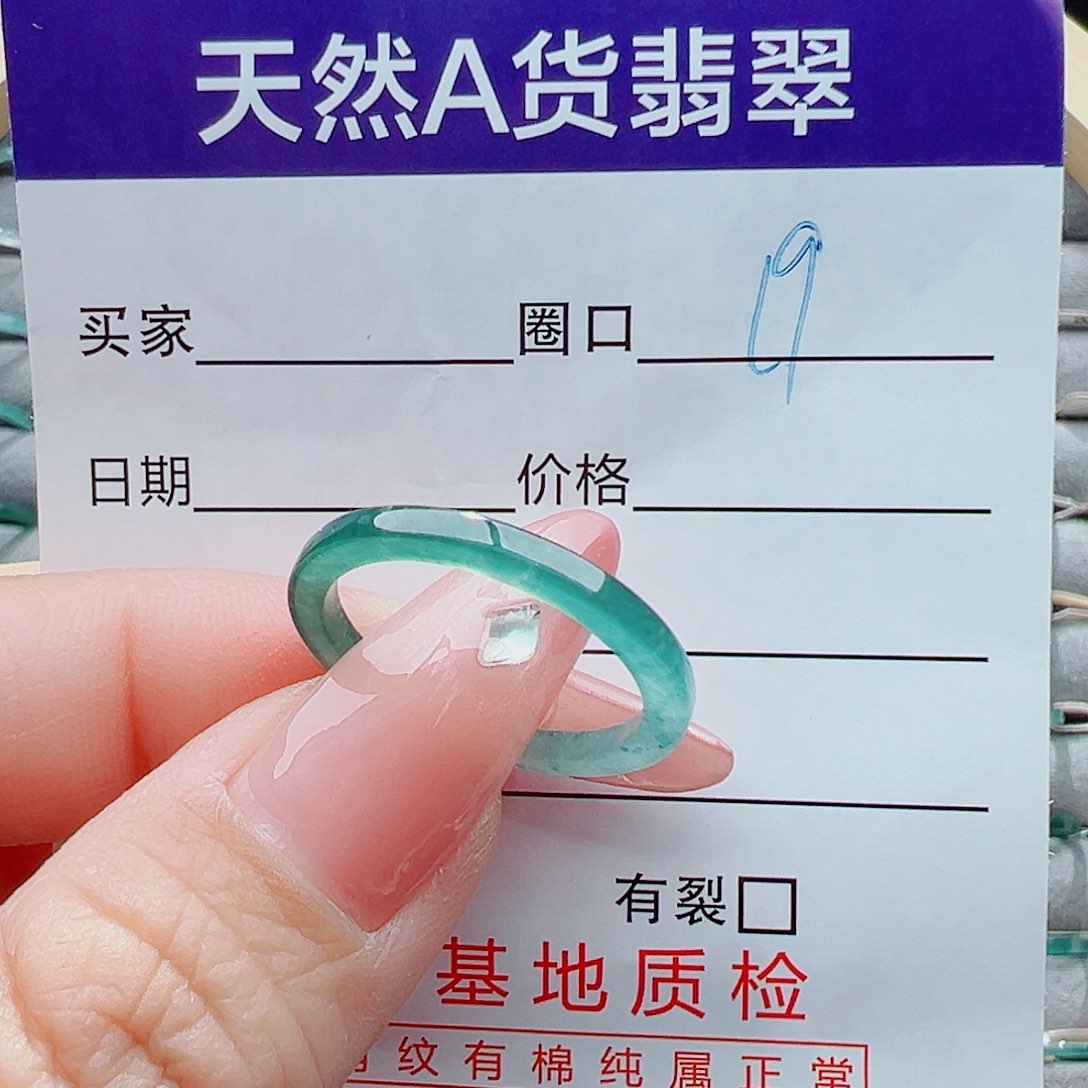 天然A货翡翠
买家 圈口 19
日期 价格
有裂
基地质检
纹有棉纯属正常